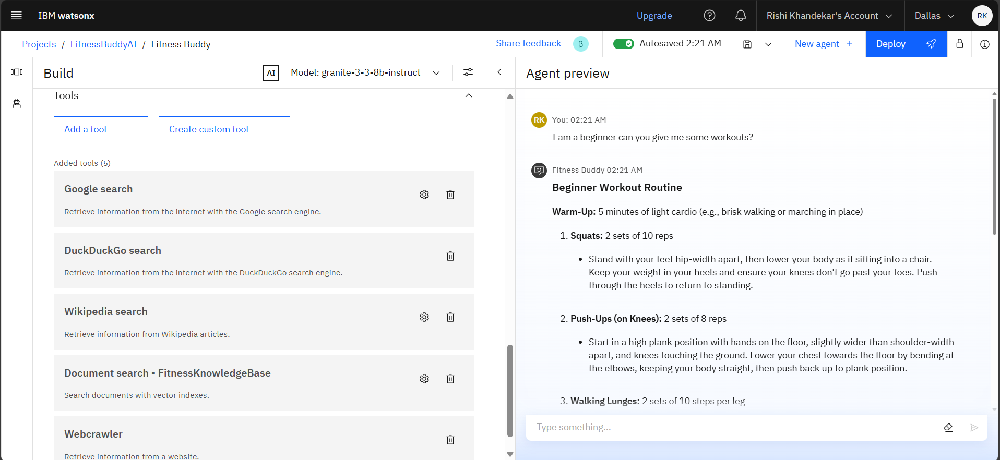 IBM watsonx
Upgrade
Rishi Khandekar's Account
Dallas
RK
Projects / FitnessBuddyAI / Fitness Buddy
Share feedback
β
Autosaved 2:21 AM
New agent +
Deploy
Build
AI
Model: granite-3-3-8b-instruct
Tools
Add a tool
Create custom tool
Added tools (5)
Google search
Retrieve information from the internet with the Google search engine.
DuckDuckGo search
Retrieve information from the internet with the DuckDuckGo search engine.
Wikipedia search
Retrieve information from Wikipedia articles.
Document search - FitnessKnowledgeBase
Search documents with vector indexes.
Webcrawler
Retrieve information from a website.
Agent preview
RK
You: 02:21 AM
I am a beginner can you give me some workouts?
Fitness Buddy 02:21 AM
Beginner Workout Routine
Warm-Up: 5 minutes of light cardio (e.g., brisk walking or marching in place)
1. Squats: 2 sets of 10 reps
• Stand with your feet hip-width apart, then lower your body as if sitting into a chair.
Keep your weight in your heels and ensure your knees don't go past your toes. Push
through the heels to return to standing.
2. Push-Ups (on Knees): 2 sets of 8 reps
• Start in a high plank position with hands on the floor, slightly wider than shoulder-width
apart, and knees touching the ground. Lower your chest towards the floor by bending at
the elbows, keeping your body straight, then push back up to plank position.
3. Walking Lunges: 2 sets of 10 steps per leg
Type something...